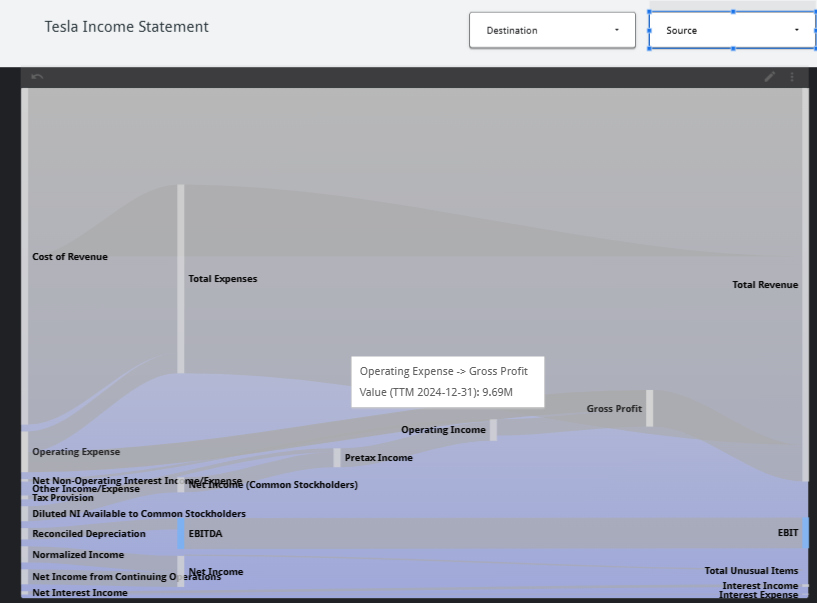 Tesla Income Statement
Destination
Source
Cost of Revenue
Total Expenses
Total Revenue
Operating Expense -> Gross Profit
Value (TTM 2024-12-31): 9.69M
Gross Profit
Operating Income
Operating Expense
Pretax Income
Net Non-Operating Interest Income/Expense
Net Income (Common Stockholders)
Other Income/Expense
Tax Provision
Diluted NI Available to Common Stockholders
Reconciled Depreciation
EBITDA
EBIT
Normalized Income
Net Income
Total Unusual Items
Net Income from Continuing Operations
Interest Income
Net Interest Income
Interest Expense